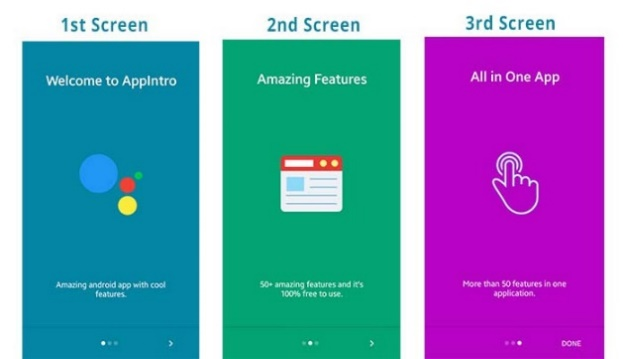 1st Screen
2nd Screen
3rd Screen
Welcome to AppIntro
Amazing android app with cool
features.
Amazing Features
50+ amazing features and it's
100% free to use.
All in One App
More than 50 features in one
application.
DONE